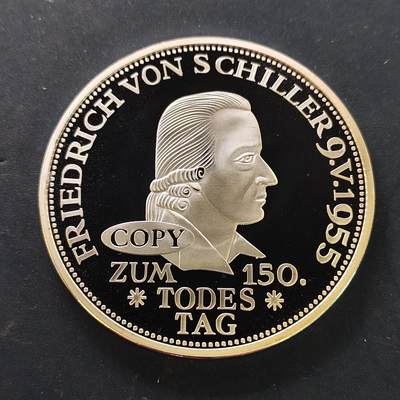 FRIEDRICH VON SCHILLER 9.V.1955
COPY
ZUM 150.
* TODES *
TAG